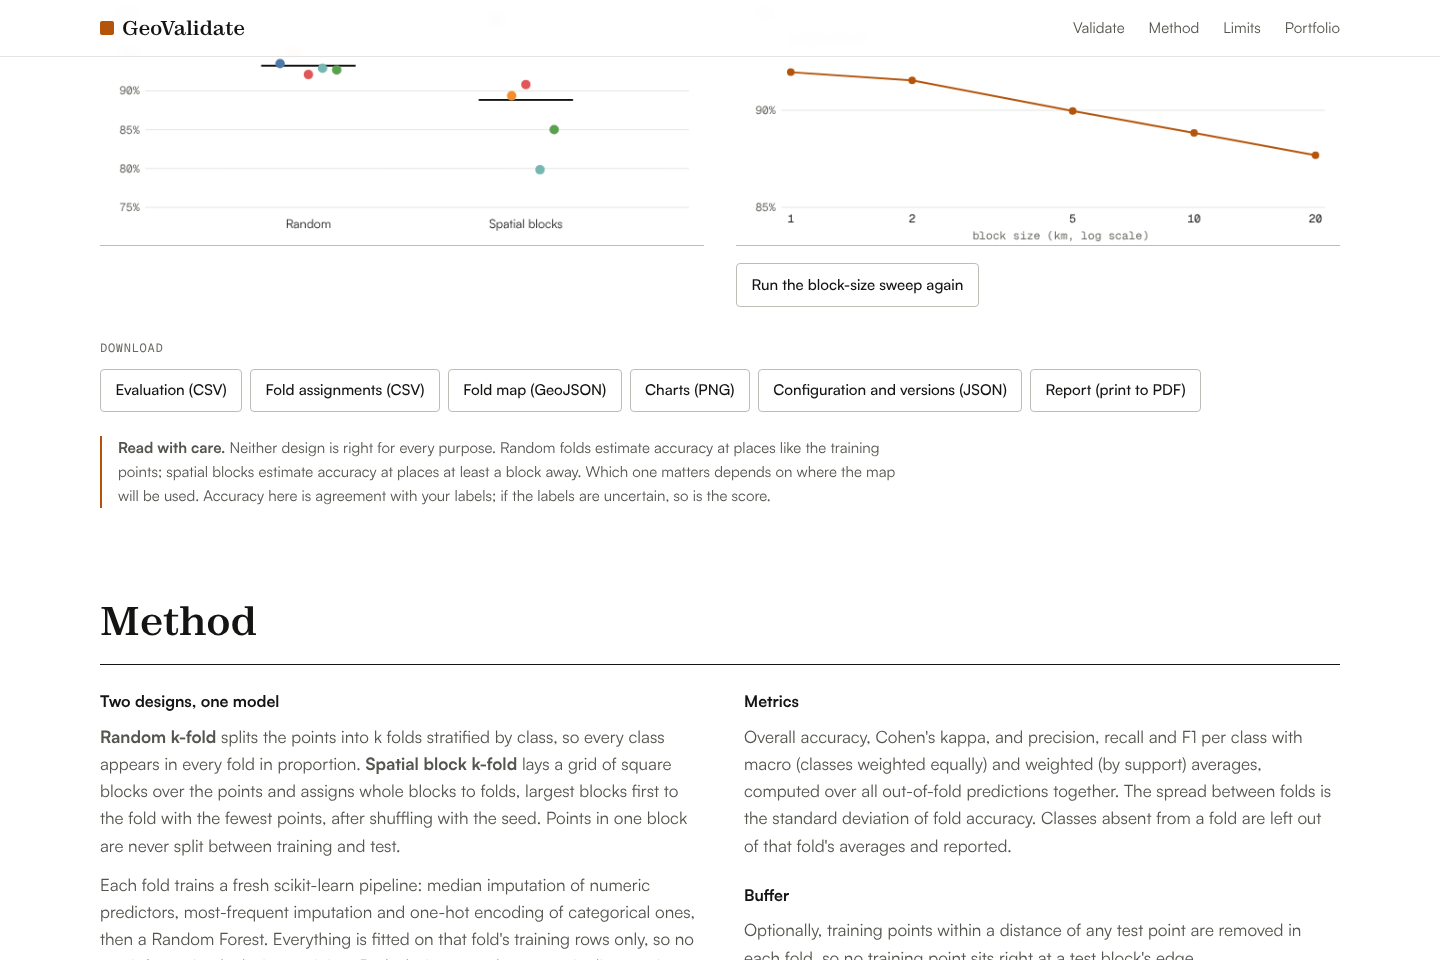 GeoValidate
Validate
Method
Limits
Portfolio
90%
85%
80%
75%
Random
Spatial blocks
90%
85%
1
2
5
10
20
block size (km, log scale)
Run the block-size sweep again
DOWNLOAD
Evaluation (CSV)
Fold assignments (CSV)
Fold map (GeoJSON)
Charts (PNG)
Configuration and versions (JSON)
Report (print to PDF)
Read with care. Neither design is right for every purpose. Random folds estimate accuracy at places like the training
points; spatial blocks estimate accuracy at places at least a block away. Which one matters depends on where the map
will be used. Accuracy here is agreement with your labels; if the labels are uncertain, so is the score.
Method
Two designs, one model
Random k-fold splits the points into k folds stratified by class, so every class
appears in every fold in proportion. Spatial block k-fold lays a grid of square
blocks over the points and assigns whole blocks to folds, largest blocks first to
the fold with the fewest points, after shuffling with the seed. Points in one block
are never split between training and test.
Each fold trains a fresh scikit-learn pipeline: median imputation of numeric
predictors, most-frequent imputation and one-hot encoding of categorical ones,
then a Random Forest. Everything is fitted on that fold's training rows only, so no
Metrics
Overall accuracy, Cohen's kappa, and precision, recall and F1 per class with
macro (classes weighted equally) and weighted (by support) averages,
computed over all out-of-fold predictions together. The spread between folds is
the standard deviation of fold accuracy. Classes absent from a fold are left out
of that fold's averages and reported.
Buffer
Optionally, training points within a distance of any test point are removed in
each fold, so no training point sits right at a test block's edge.